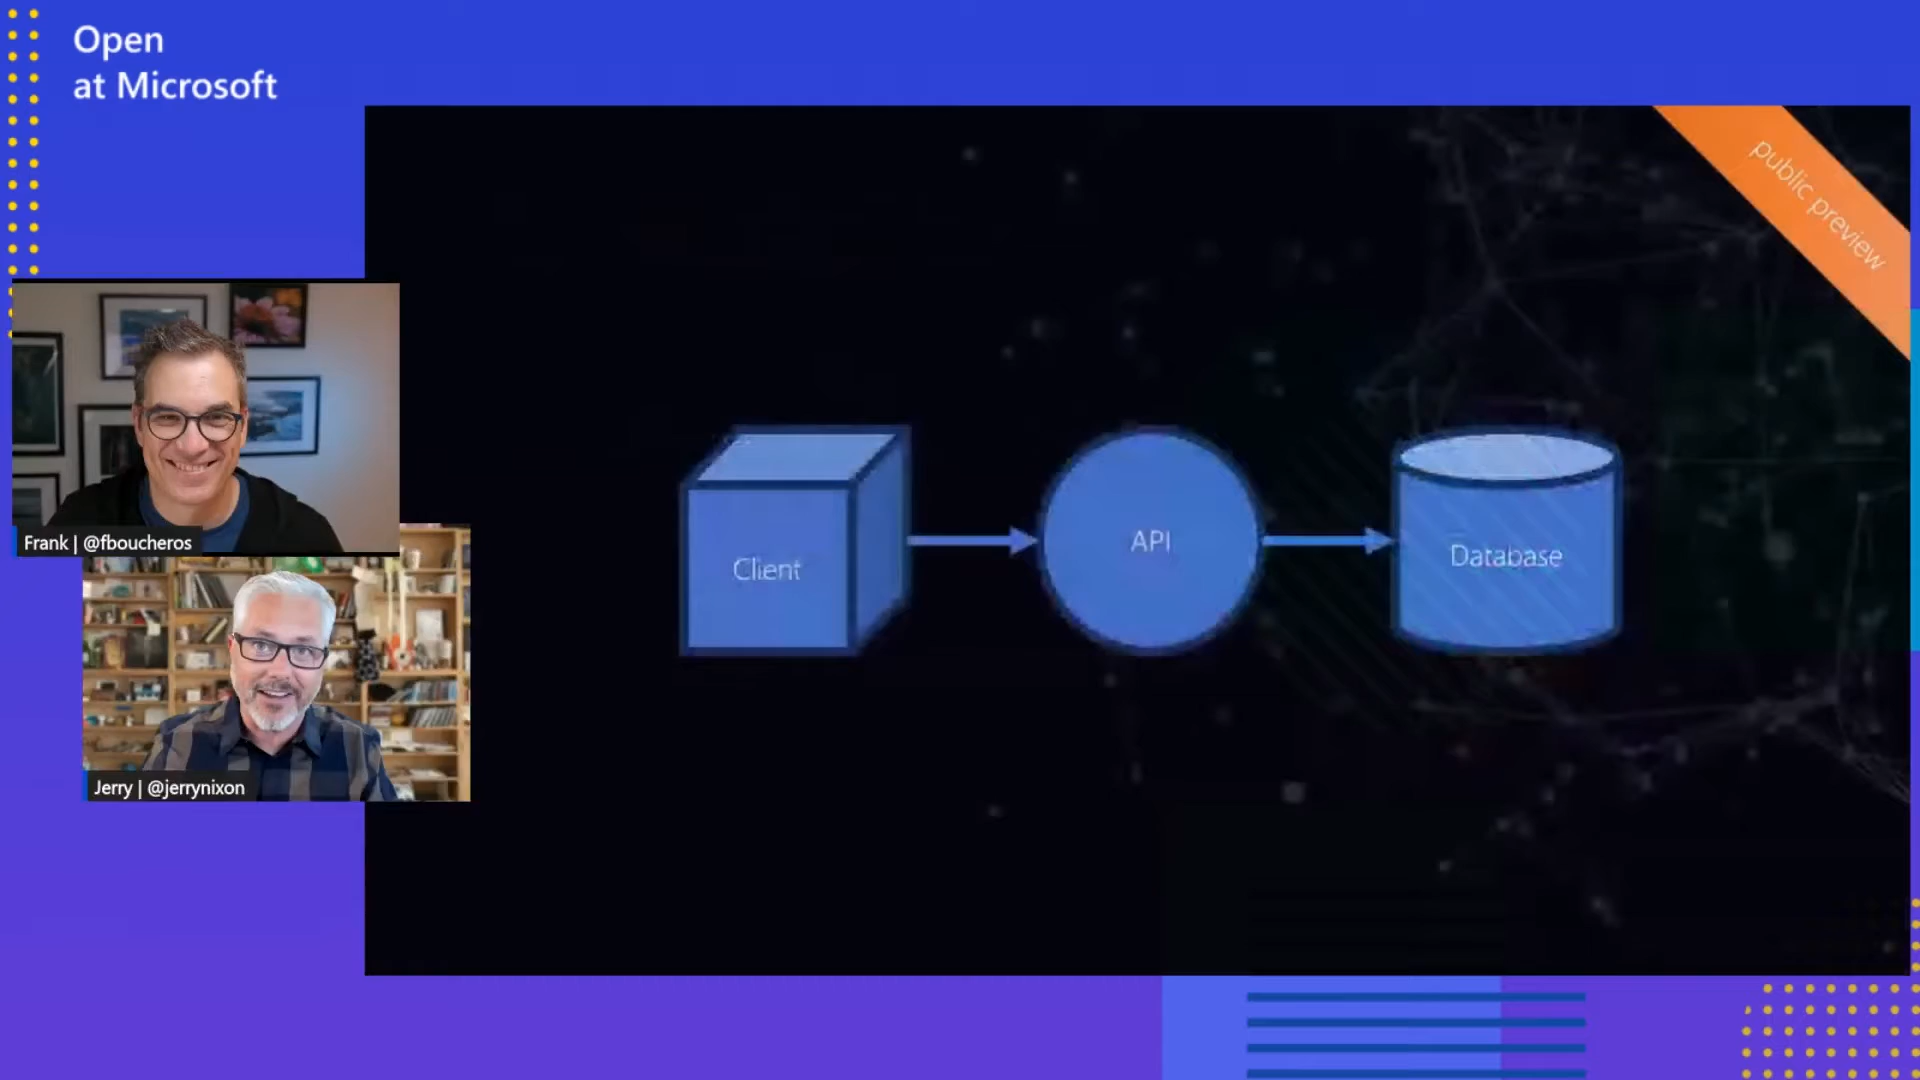 Open
at Microsoft
public preview
Frank | @fboucheros
Client
API
Database
Jerry | @jerrynixon